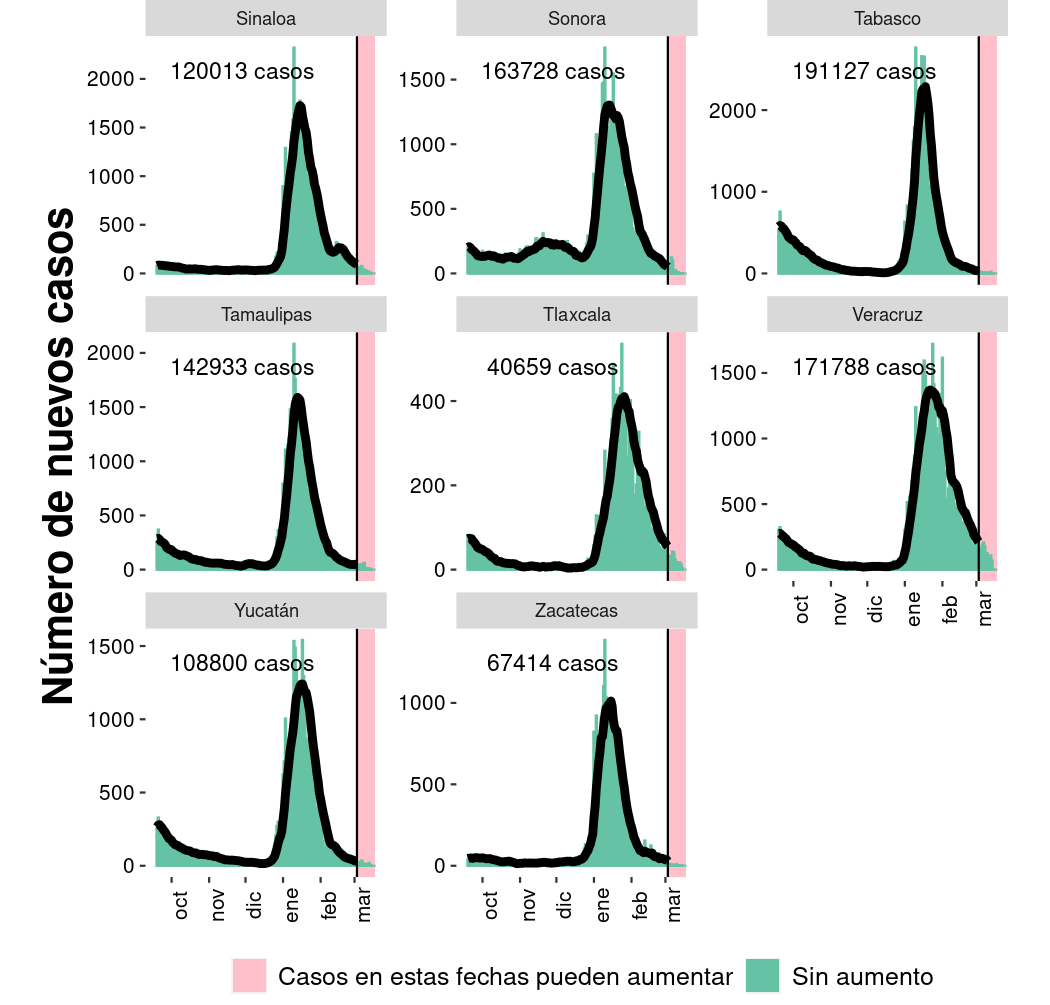 Número de nuevos casos
Sinaloa
Sonora
Tabasco
120013 casos
163728 casos
191127 casos
2000
1500
1000
500
0
1500
1000
500
0
2000
1000
0
Tamaulipas
Tlaxcala
Veracruz
142933 casos
40659 casos
171788 casos
2000
1500
1000
500
0
400
200
0
1500
1000
500
0
oct
nov
dic
ene
feb
mar
Yucatán
Zacatecas
108800 casos
67414 casos
1500
1000
500
0
1000
500
0
oct
nov
dic
ene
feb
mar
oct
nov
dic
ene
feb
mar
Casos en estas fechas pueden aumentar
Sin aumento